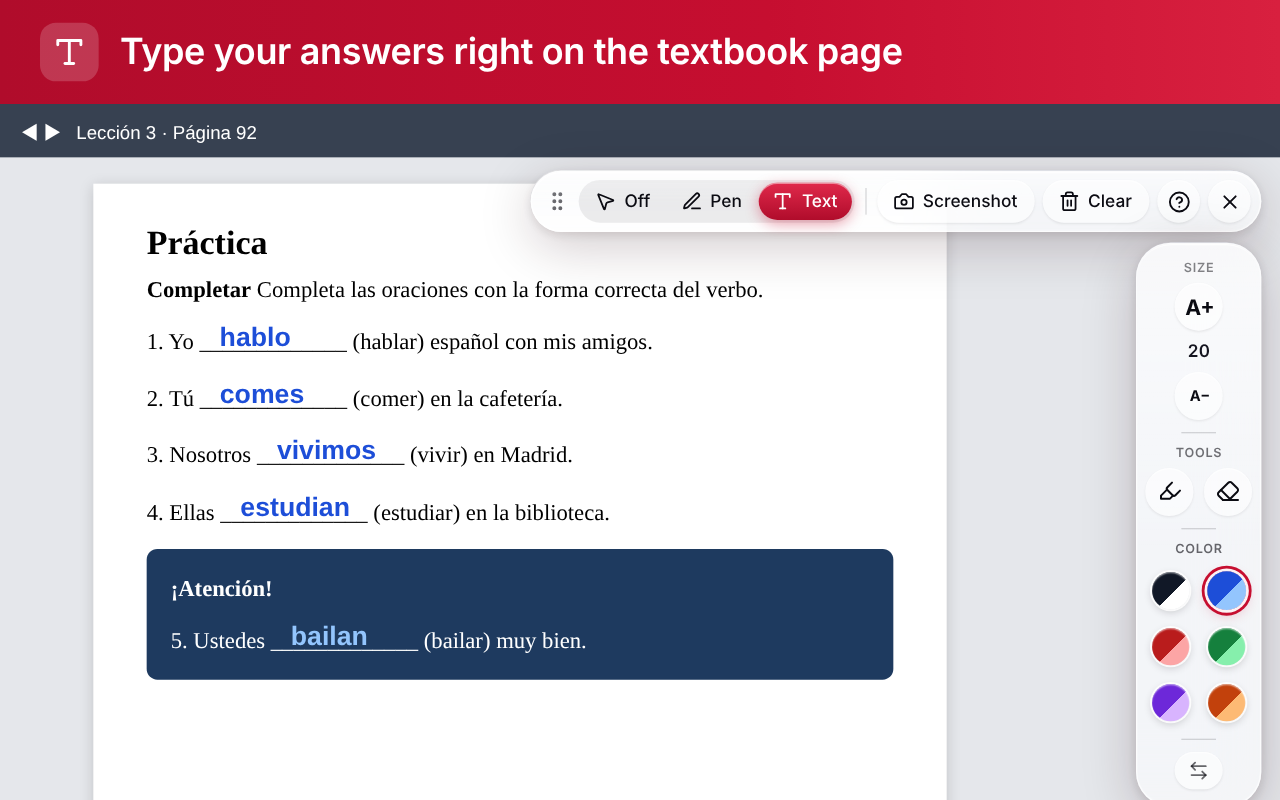 Type your answers right on the textbook page
Lección 3 · Página 92
Off Pen Text Screenshot Clear
Práctica
Completar Completa las oraciones con la forma correcta del verbo.
1. Yo hablo (hablar) español con mis amigos.
2. Tú comes (comer) en la cafetería.
3. Nosotros vivimos (vivir) en Madrid.
4. Ellas estudian (estudiar) en la biblioteca.
¡Atención!
5. Ustedes bailan (bailar) muy bien.
SIZE
A+
20
A−
TOOLS
COLOR